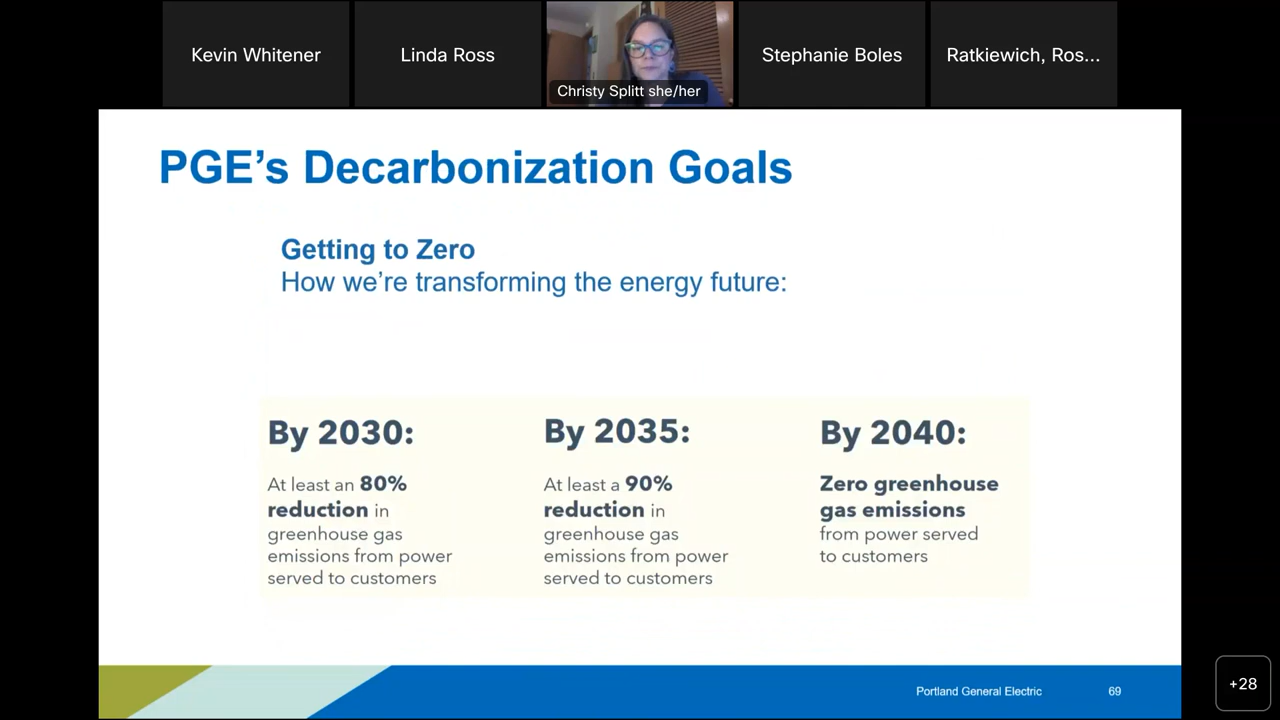 Kevin Whitener
Linda Ross
Christy Splitt she/her
Stephanie Boles
Ratkiewich, Ros...
PGE’s Decarbonization Goals
Getting to Zero
How we’re transforming the energy future:
By 2030:
At least an 80%
reduction in
greenhouse gas
emissions from power
served to customers
By 2035:
At least a 90%
reduction in
greenhouse gas
emissions from power
served to customers
By 2040:
Zero greenhouse
gas emissions
from power served
to customers
Portland General Electric
69
+28